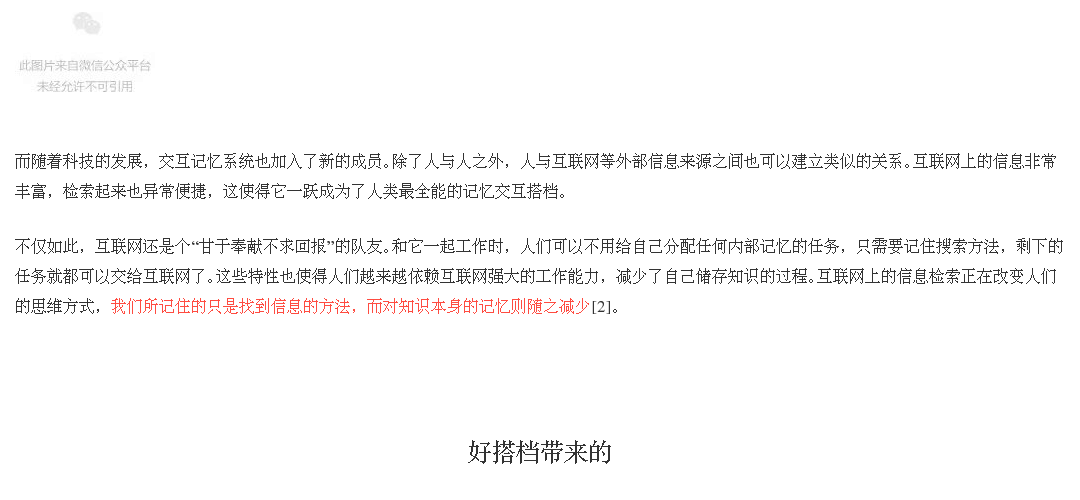 此图片来自微信公众平台
未经允许不可引用
而随着科技的发展，交互记忆系统也加入了新的成员。除了人与人之外，人与互联网等外部信息来源之间也可以建立类似的关系。互联网上的信息非常
丰富，检索起来也异常便捷，这使得它一跃成为了人类最全能的记忆交互搭档。
不仅如此，互联网还是个“甘于奉献不求回报”的队友。和它一起工作时，人们可以不用给自己分配任何内部记忆的任务，只需要记住搜索方法，剩下的
任务就都可以交给互联网了。这些特性也使得人们越来越依赖互联网强大的工作能力，减少了自己储存知识的过程。互联网上的信息检索正在改变人们
的思维方式，我们所记住的只是找到信息的方法，而对知识本身的记忆则随之减少[2]。
好搭档带来的